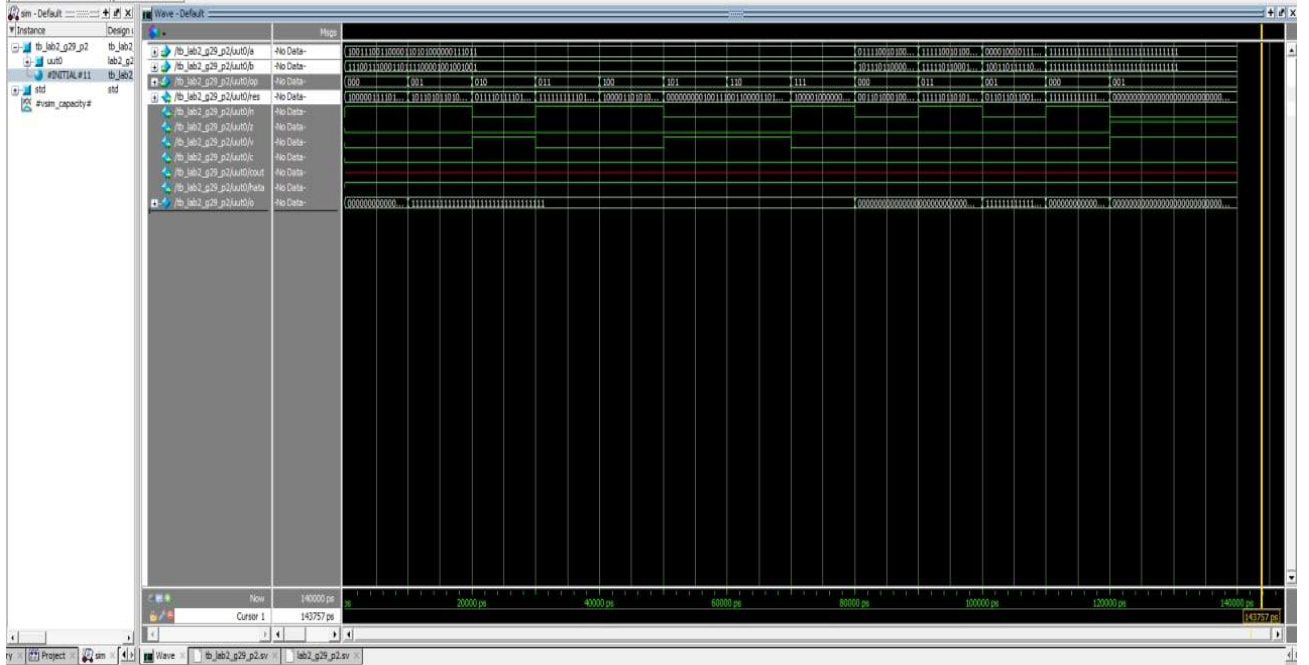 sim - Default
Wave - Default
Instance
Design
Msgs
tb_lab2_g29_p2
tb_lab2
uut0
lab2_g2
#INITIAL#11
tb_lab2
std
std
#vsim_capacity#
/tb_lab2_g29_p2/uut0/a
-No Data-
/tb_lab2_g29_p2/uut0/b
-No Data-
/tb_lab2_g29_p2/uut0/op
-No Data-
000 001 010 011 100 101 110 111 000 011 001 000 001
/tb_lab2_g29_p2/uut0/res
-No Data-
/tb_lab2_g29_p2/uut0/n
-No Data-
/tb_lab2_g29_p2/uut0/z
-No Data-
/tb_lab2_g29_p2/uut0/v
-No Data-
/tb_lab2_g29_p2/uut0/c
-No Data-
/tb_lab2_g29_p2/uut0/cout
-No Data-
/tb_lab2_g29_p2/uut0/hata
-No Data-
/tb_lab2_g29_p2/uut0/o
-No Data-
Now
140000 ps
ps 20000 ps 40000 ps 60000 ps 80000 ps 100000 ps 120000 ps 140000 ps
Cursor 1
143757 ps
143757 ps
ry
Project
sim
Wave
tb_lab2_g29_p2.sv
lab2_g29_p2.sv